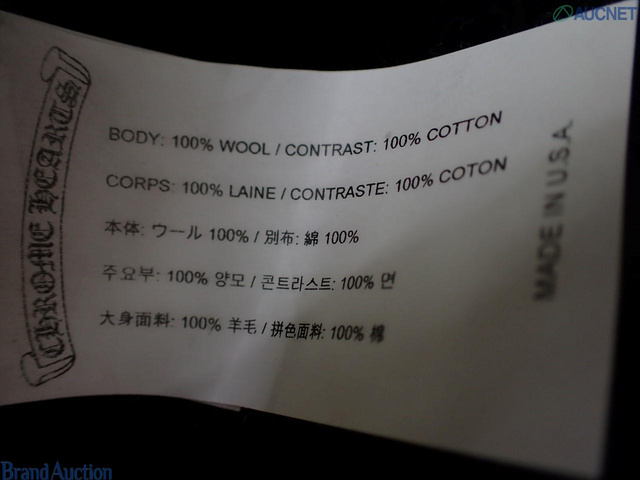 AUCNET
CHROME HEARTS
BODY: 100% WOOL / CONTRAST: 100% COTTON
CORPS: 100% LAINE / CONTRASTE: 100% COTON
本体: ウール 100% / 別布: 綿 100%
주요부: 100% 양모 / 콘트라스트: 100% 면
大身面料: 100% 羊毛 / 拼色面料: 100% 棉
MADE IN U.S.A.
Brand Auction